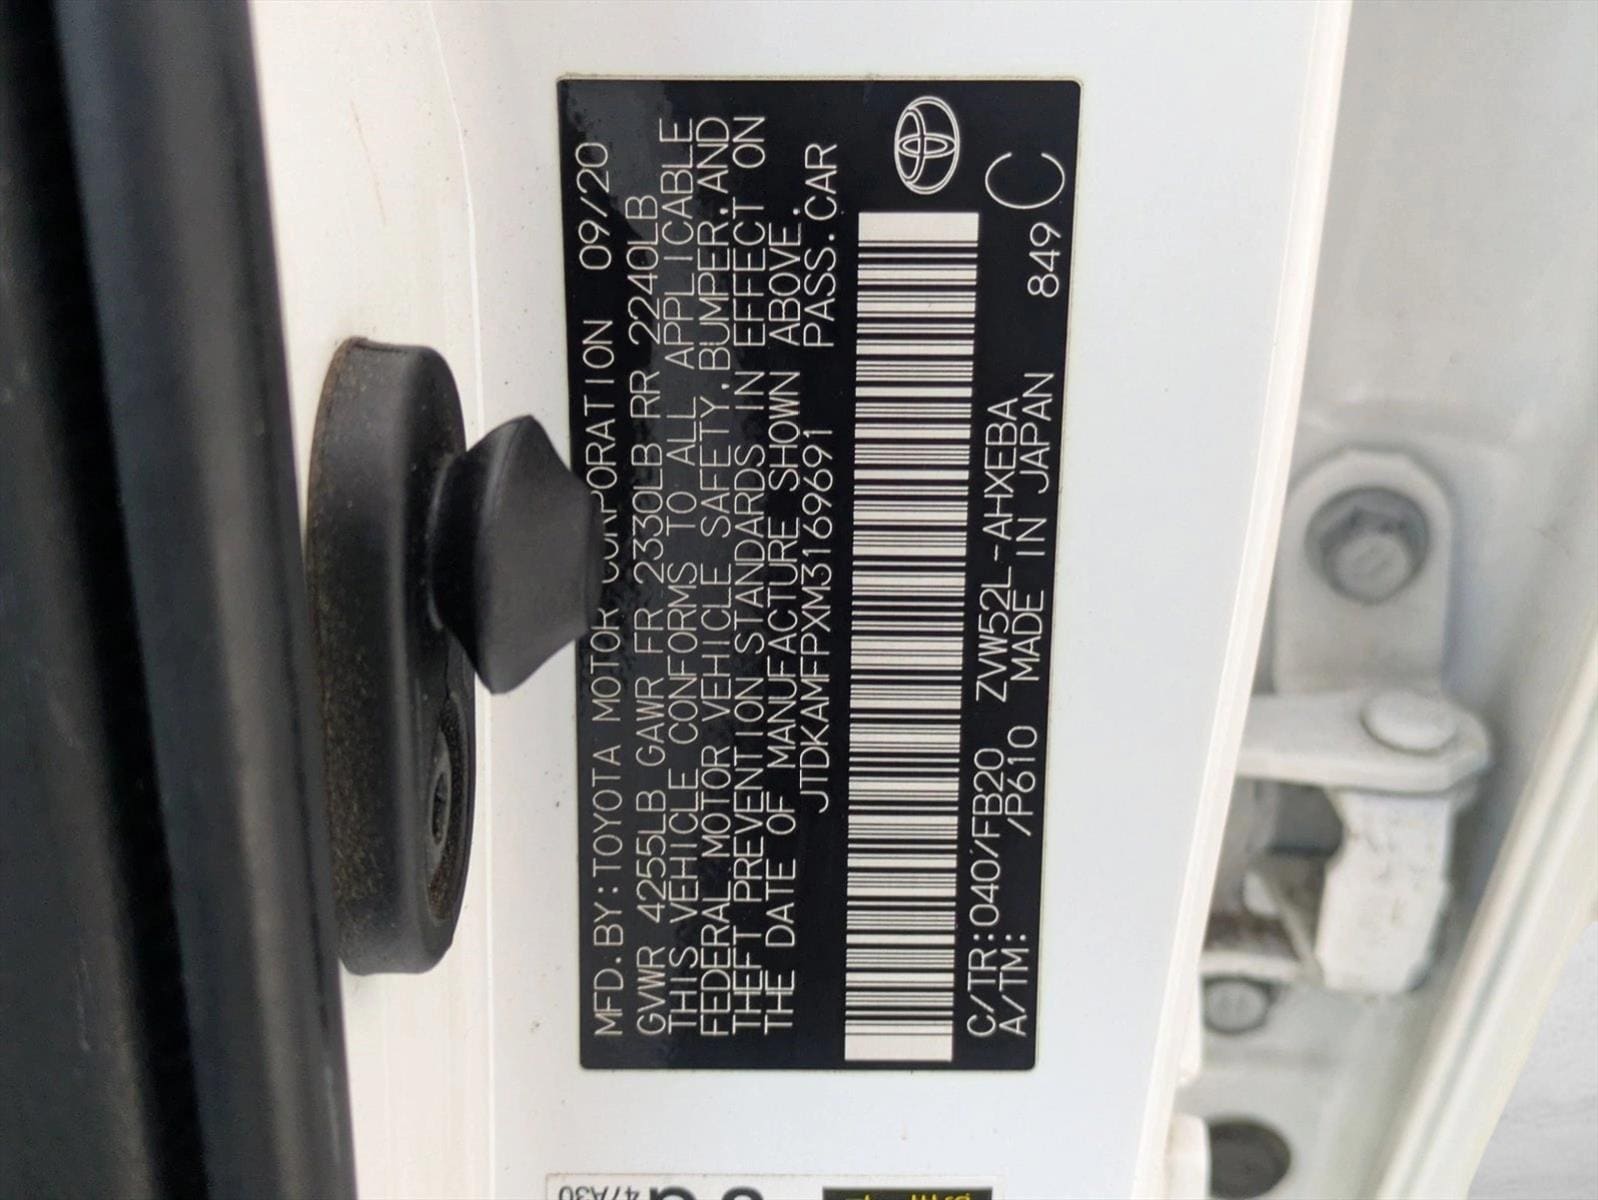 MFD.BY:TOYOTA MOTOR CORPORATION 09/20
GVWR 4255LB GAWR FR 2330LB RR 2240LB
THIS VEHICLE CONFORMS TO ALL APPLICABLE
FEDERAL MOTOR VEHICLE SAFETY, BUMPER, AND
THEFT PREVENTION STANDARDS IN EFFECT ON
THE DATE OF MANUFACTURE SHOWN ABOVE.
JTDKAMFPXM3169691 PASS.CAR
C/TR:040/FB20 ZVW52L-AHXEBA 849 C
A/TM: /P610 MADE IN JAPAN
47A30